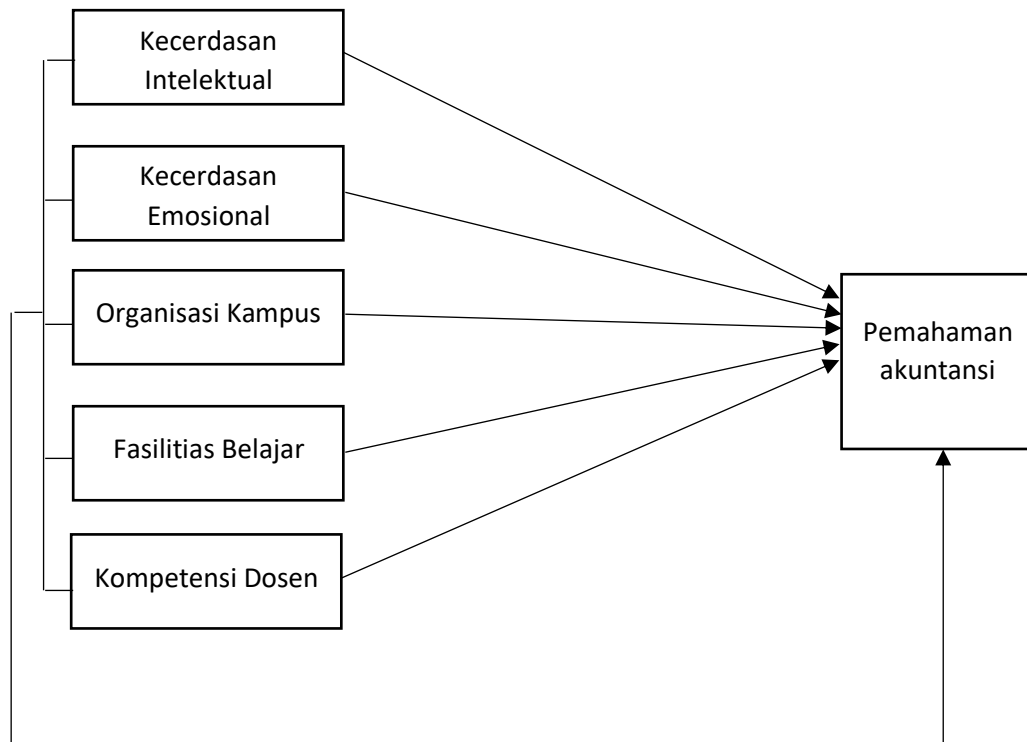 Kecerdasan
Intelektual
Kecerdasan
Emosional
Organisasi Kampus
Fasilitias Belajar
Kompetensi Dosen
Pemahaman
akuntansi